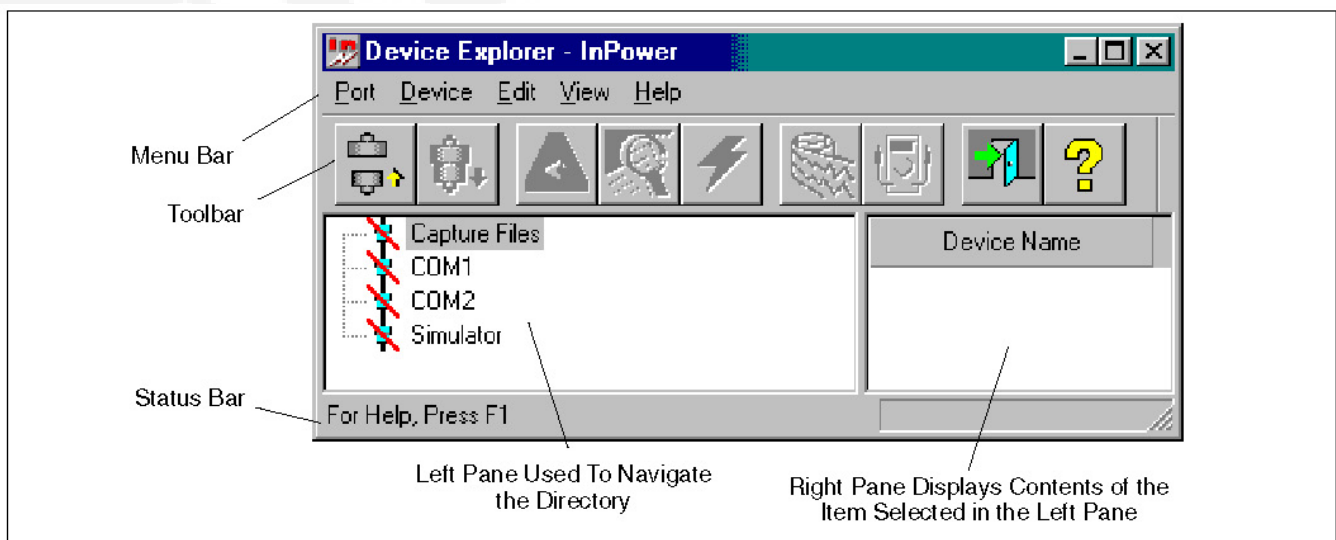 Device Explorer - InPower
Port Device Edit View Help
Menu Bar
Toolbar
Capture Files
COM1
COM2
Simulator
Device Name
Status Bar
For Help, Press F1
Left Pane Used To Navigate
the Directory
Right Pane Displays Contents of the
Item Selected in the Left Pane